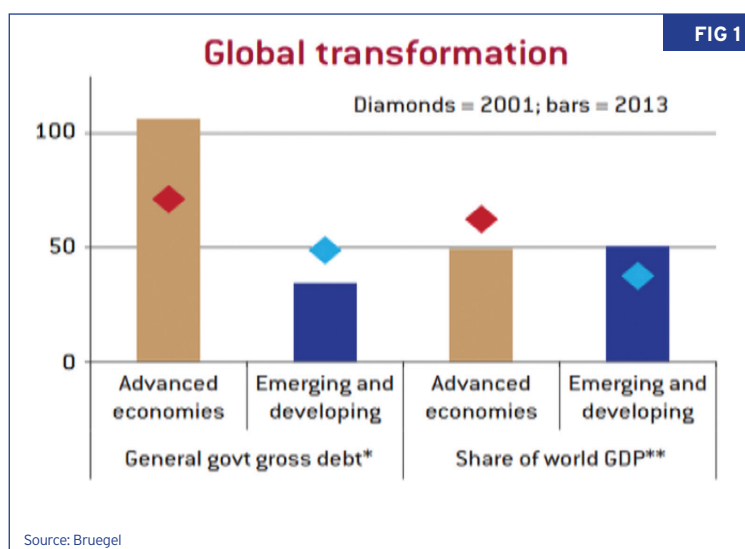 FIG 1
Global transformation
Diamonds = 2001; bars = 2013
100
50
0
Advanced
economies
Emerging and
developing
Advanced
economies
Emerging and
developing
General govt gross debt*
Share of world GDP**
Source: Bruegel